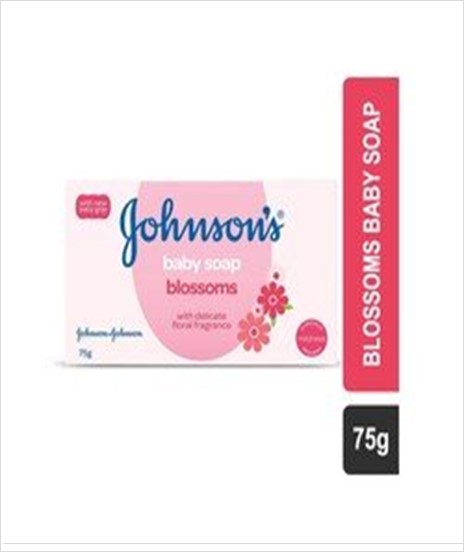 with new
easy grip
Johnson's®
baby soap
blossoms
with delicate
floral fragrance
Johnson & Johnson
75g
BLOSSOMS BABY SOAP
75g